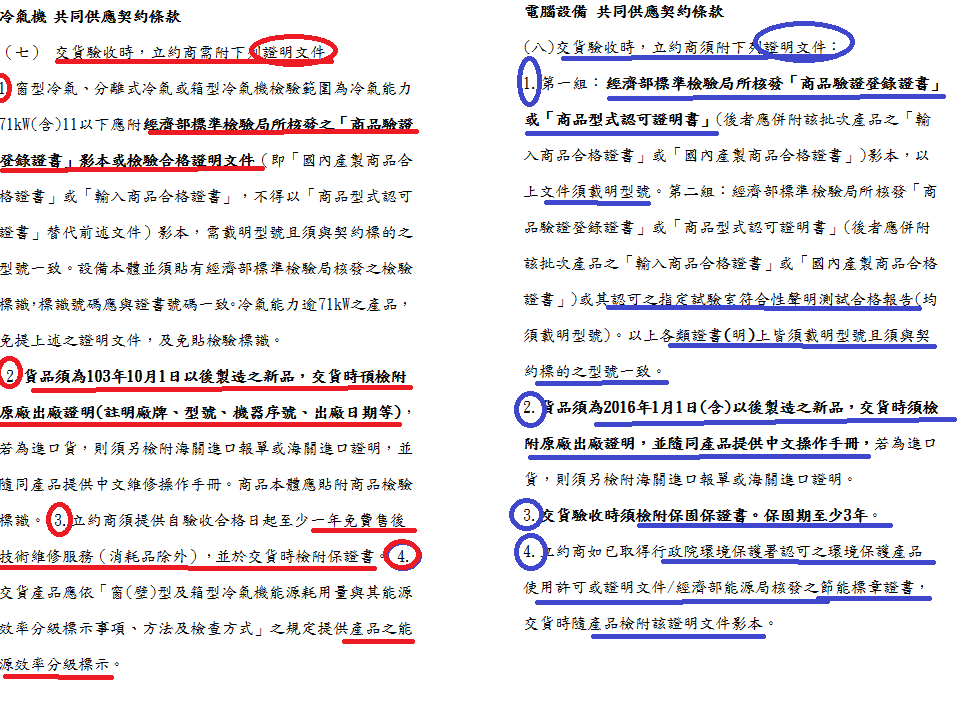 冷氣機 共同供應契約條款
（七） 交貨驗收時，立約商需附下列證明文件
1 窗型冷氣、分離式冷氣或箱型冷氣機檢驗範圍為冷氣能力
71kW(含)11以下應附經濟部標準檢驗局所核發之「商品驗證
登錄證書」影本或檢驗合格證明文件（即「國內產製商品合
格證書」或「輸入商品合格證書」，不得以「商品型式認可
證書」替代前述文件）影本，需載明型號且須與契約標的之
型號一致。設備本體並須貼有經濟部標準檢驗局核發之檢驗
標識，標識號碼應與證書號碼一致。冷氣能力逾71kW之產品，
免提上述之證明文件，及免貼檢驗標識。
2 貨品須為103年10月1日以後製造之新品，交貨時預檢附
原廠出廠證明(註明廠牌、型號、機器序號、出廠日期等)，
若為進口貨，則須另檢附海關進口報單或海關進口證明，並
隨同產品提供中文維修操作手冊。商品本體應貼附商品檢驗
標識。3.立約商須提供自驗收合格日起至少一年免費售後
技術維修服務（消耗品除外），並於交貨時檢附保證書。4.
交貨產品應依「窗(壁)型及箱型冷氣機能源耗用量與其能源
效率分級標示事項、方法及檢查方式」之規定提供產品之能
源效率分級標示。
電腦設備 共同供應契約條款
(八)交貨驗收時，立約商須附下列證明文件：
1.第一組：經濟部標準檢驗局所核發「商品驗證登錄證書」
或「商品型式認可證明書」(後者應併附該批次產品之「輸
入商品合格證書」或「國內產製商品合格證書」)影本，以
上文件須載明型號。第二組：經濟部標準檢驗局所核發「商
品驗證登錄證書」或「商品型式認可證明書」(後者應併附
該批次產品之「輸入商品合格證書」或「國內產製商品合格
證書」)或其認可之指定試驗室符合性聲明測試合格報告(均
須載明型號)。以上各類證書(明)上皆須載明型號且須與契
約標的之型號一致。
2.貨品須為2016年1月1日(含)以後製造之新品，交貨時須檢
附原廠出廠證明，並隨同產品提供中文操作手冊，若為進口
貨，則須另檢附海關進口報單或海關進口證明。
3.交貨驗收時須檢附保固保證書。保固期至少3年。
4.立約商如已取得行政院環境保護署認可之環境保護產品
使用許可或證明文件/經濟部能源局核發之節能標章證書，
交貨時隨產品檢附該證明文件影本。